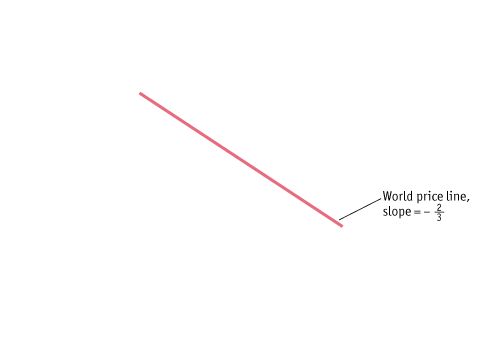 World price line,
slope = – 2/3